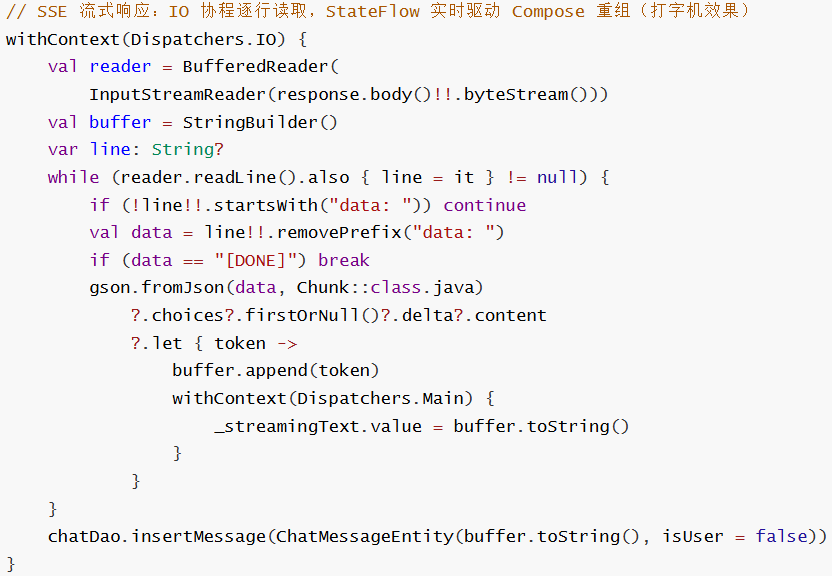 // SSE 流式响应：IO 协程逐行读取，StateFlow 实时驱动 Compose 重组（打字机效果）
withContext(Dispatchers.IO) {
    val reader = BufferedReader(
        InputStreamReader(response.body()!!.byteStream()))
    val buffer = StringBuilder()
    var line: String?
    while (reader.readLine().also { line = it } != null) {
        if (!line!!.startsWith("data: ")) continue
        val data = line!!.removePrefix("data: ")
        if (data == "[DONE]") break
        gson.fromJson(data, Chunk::class.java)
            ?.choices?.firstOrNull()?.delta?.content
            ?.let { token ->
                buffer.append(token)
                withContext(Dispatchers.Main) {
                    _streamingText.value = buffer.toString()
                }
            }
    }
    chatDao.insertMessage(ChatMessageEntity(buffer.toString(), isUser = false))
}